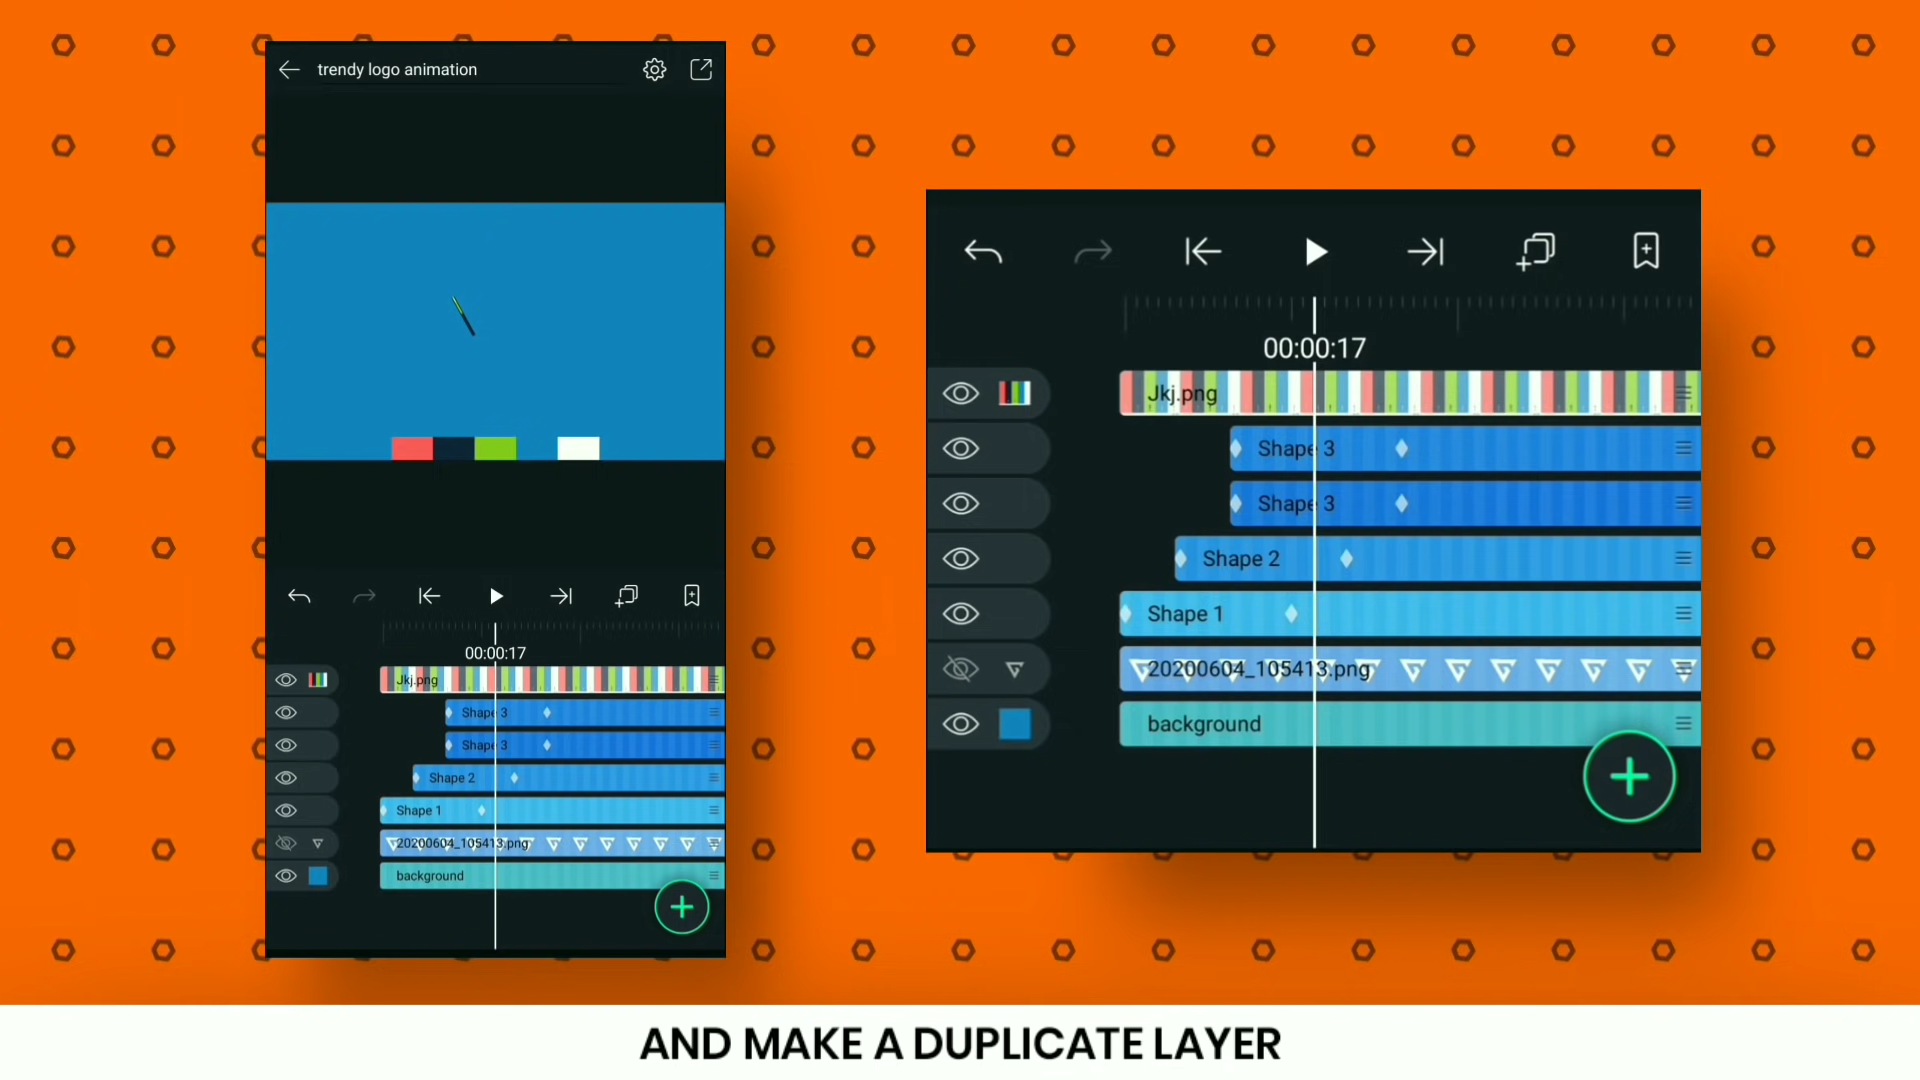 trendy logo animation
00:00:17
Jkj.png
Shape 3
Shape 3
Shape 2
Shape 1
20200604_105413.png
background
00:00:17
Jkj.png
Shape 3
Shape 3
Shape 2
Shape 1
20200604_105413.png
background
AND MAKE A DUPLICATE LAYER